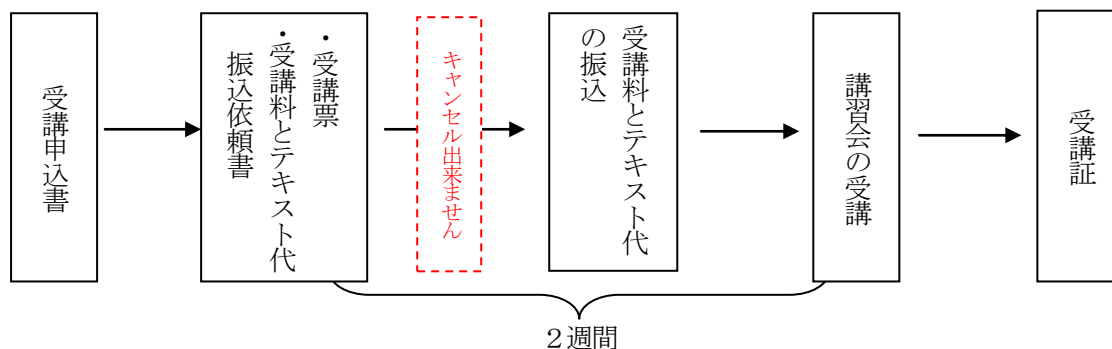 受講申込書
・受講票
・受講料とテキスト代
振込依頼書
キャンセル出来ません
受講料とテキスト代
の振込
講習会の受講
受講証
２週間